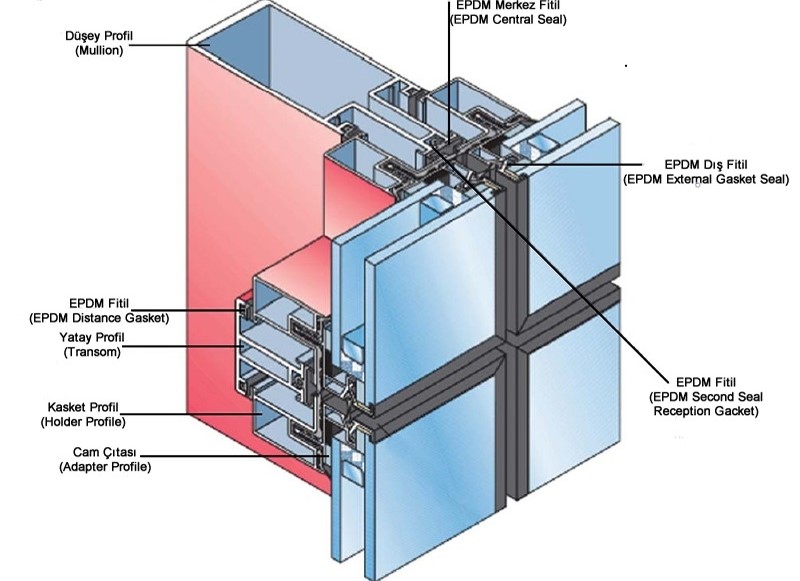 EPDM Merkez Fitil
(EPDM Central Seal)
Düşey Profil
(Mullion)
EPDM Dış Fitil
(EPDM External Gasket Seal)
EPDM Fitil
(EPDM Distance Gasket)
Yatay Profil
(Transom)
EPDM Fitil
(EPDM Second Seal
Reception Gacket)
Kasket Profil
(Holder Profile)
Cam Çıtası
(Adapter Profile)